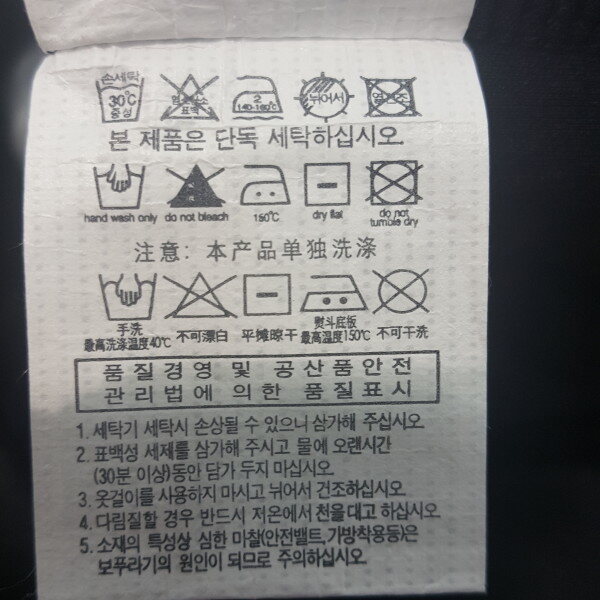 손세탁
30℃
중성
염소
표백
2
140-160℃
뉘어서
본 제품은 단독 세탁하십시오.
hand wash only do not bleach 150℃ dry flat do not tumble dry
注意: 本产品单独洗涤
手洗
最高洗涤温度40℃ 不可漂白 平摊晾干 熨斗底板最高温度150℃ 不可干洗
품질경영 및 공산품안전
관리법에 의한 품질표시
1. 세탁기 세탁시 손상될 수 있으니 삼가해 주십시오
2. 표백성 세제를 삼가해 주시고 물에 오랜시간
(30분 이상)동안 담가 두지 마십시오
3. 옷걸이를 사용하지 마시고 뉘어서 건조하십시오
4. 다림질할 경우 반드시 저온에서 천을 대고 하십시오
5. 소재의 특성상 심한 마찰(안전밸트,가방착용등)은
보푸라기의 원인이 되므로 주의하십시오.